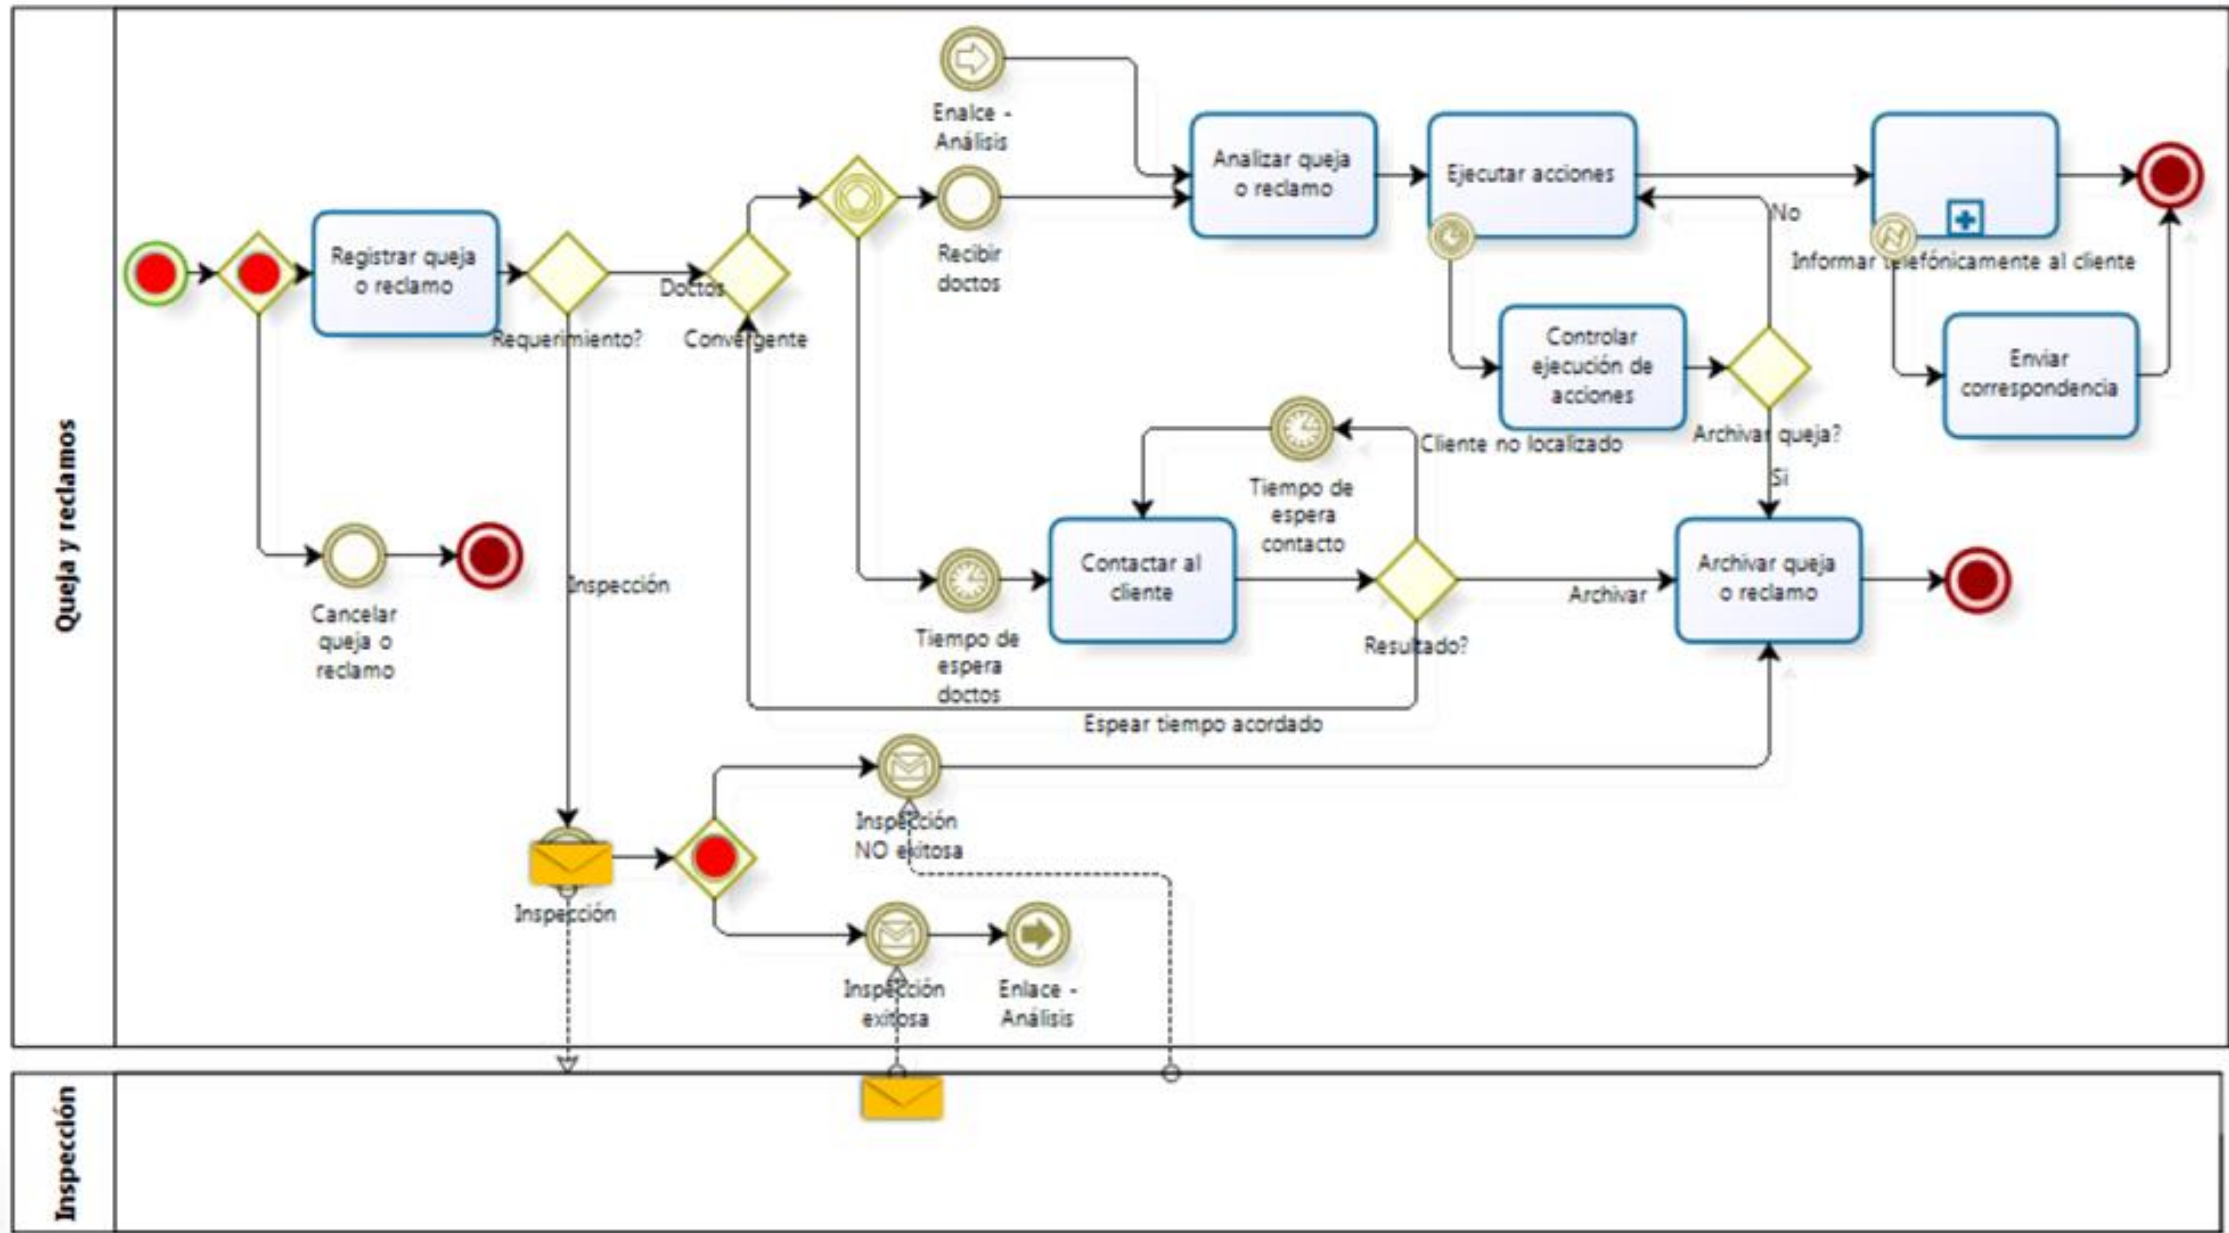 Queja y reclamos
Enalce -
Análisis
Registrar queja
o reclamo
Requerimiento?
Doctos
Convergente
Recibir
doctos
Analizar queja
o reclamo
Ejecutar acciones
No
Informar telefónicamente al cliente
Controlar
ejecución de
acciones
Archivar queja?
Si
Enviar
correspondencia
Cliente no localizado
Tiempo de
espera
contacto
Cancelar
queja o
reclamo
Inspección
Tiempo de
espera
doctos
Contactar al
cliente
Resultado?
Archivar
Archivar queja
o reclamo
Espear tiempo acordado
Inspección
NO exitosa
Inspección
Inspección
exitosa
Enlace -
Análisis
Inspección